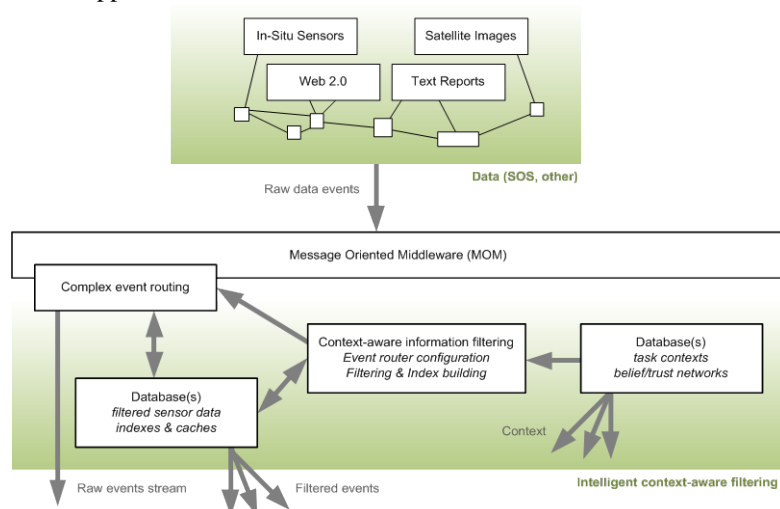 In-Situ Sensors
Satellite Images
Web 2.0
Text Reports
Data (SOS, other)
Raw data events
Message Oriented Middleware (MOM)
Complex event routing
Context-aware information filtering
Event router configuration
Filtering & Index building
Database(s)
task contexts
belief/trust networks
Database(s)
filtered sensor data
indexes & caches
Context
Raw events stream
Filtered events
Intelligent context-aware filtering